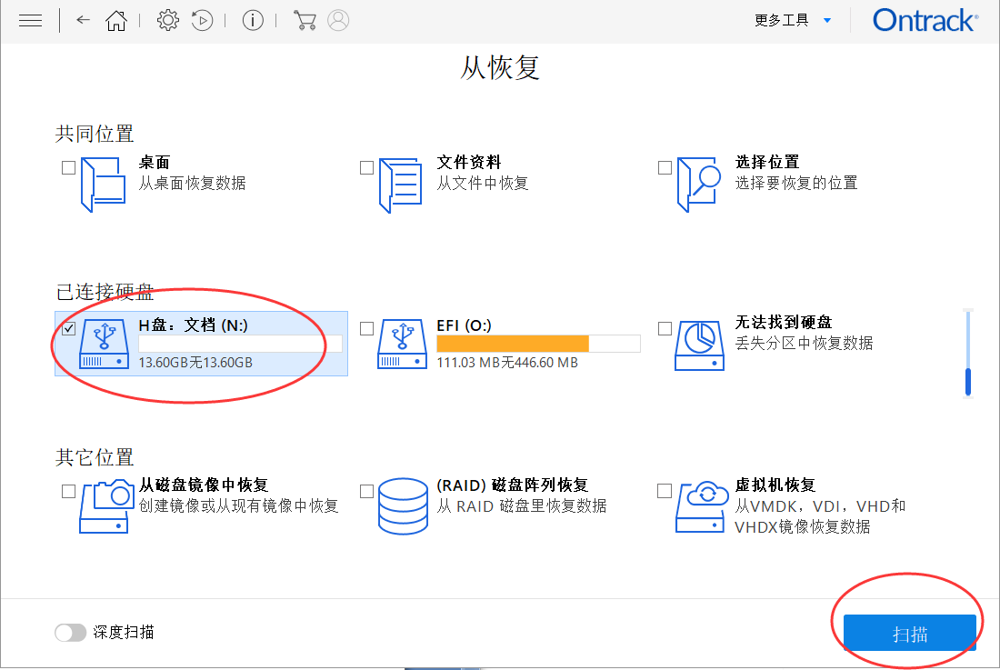 更多工具
Ontrack
从恢复
共同位置
桌面
从桌面恢复数据
文件资料
从文件中恢复
选择位置
选择要恢复的位置
已连接硬盘
H盘：文档 (N:)
13.60GB无13.60GB
EFI (O:)
111.03 MB无446.60 MB
无法找到硬盘
丢失分区中恢复数据
其它位置
从磁盘镜像中恢复
创建镜像或从现有镜像中恢复
(RAID) 磁盘阵列恢复
从 RAID 磁盘里恢复数据
虚拟机恢复
从VMDK，VDI，VHD和
VHDX镜像恢复数据
深度扫描
扫描